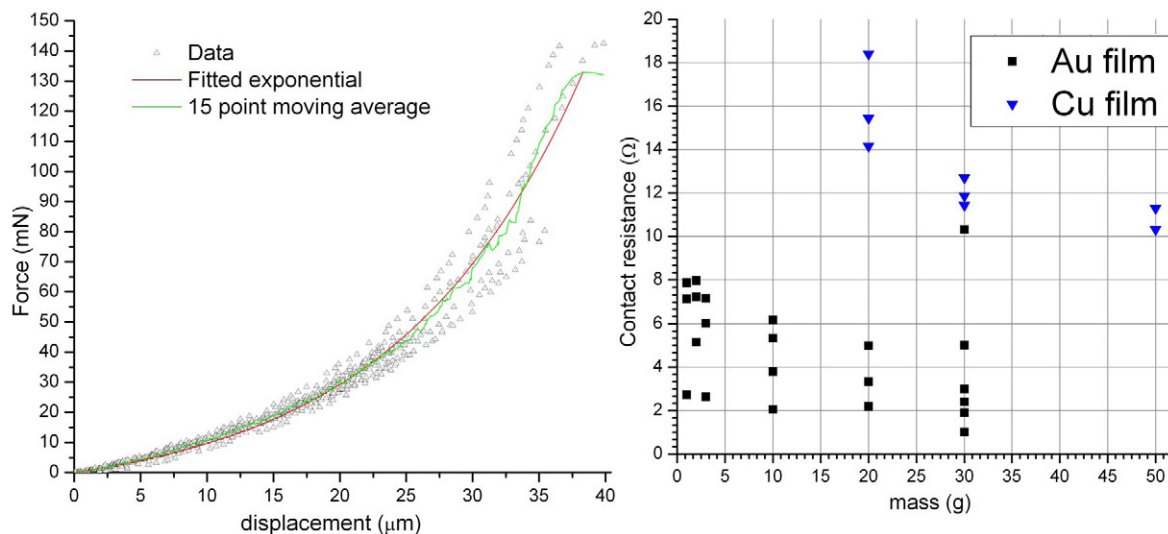 150
140
130
120
110
100
90
80
70
60
50
40
30
20
10
0
Force (mN)
Data
Fitted exponential
15 point moving average
0 5 10 15 20 25 30 35 40
displacement (μm)
20
18
16
14
12
10
8
6
4
2
0
Contact resistance (Ω)
Au film
Cu film
0 5 10 15 20 25 30 35 40 45 50
mass (g)